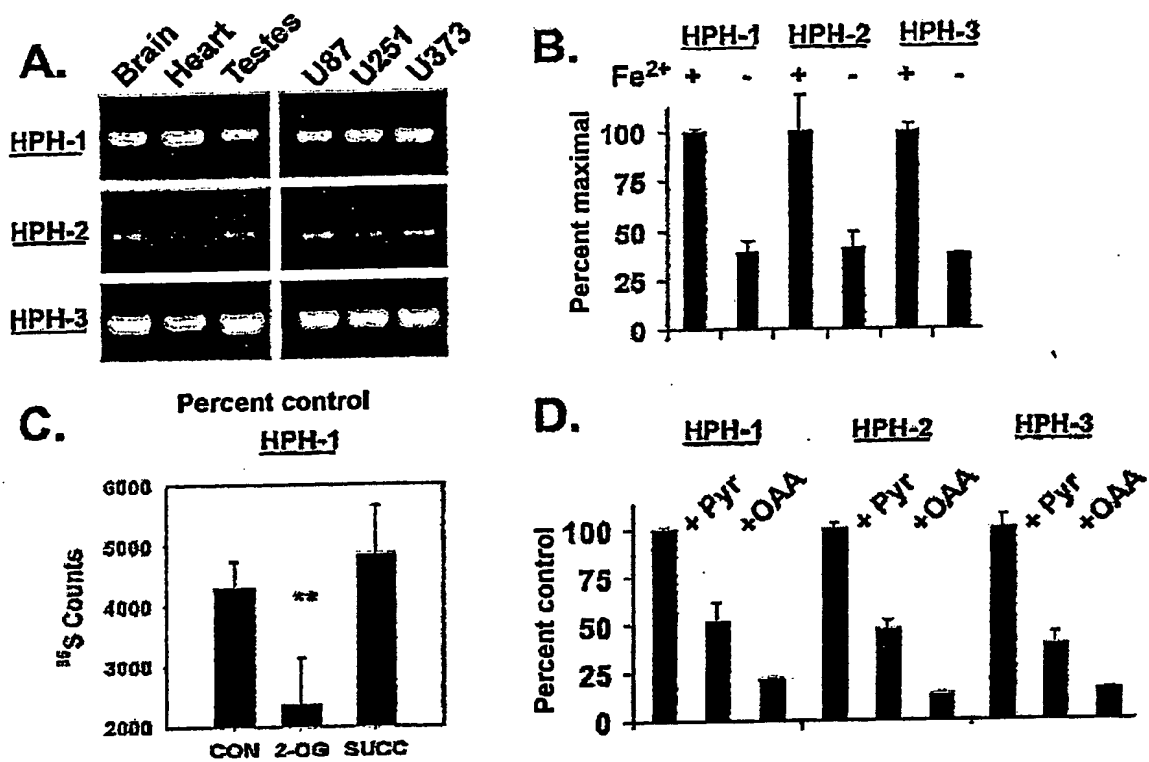 A.
Brain Heart Testes U87 U251 U373
HPH-1
HPH-2
HPH-3
B.
HPH-1 HPH-2 HPH-3
Fe2+ + - + - + -
Percent maximal
100
75
50
25
0
Percent control
C.
HPH-1
35S Counts
6000
5000
4000
3000
2000
**
CON 2-OG SUCC
D.
HPH-1 HPH-2 HPH-3
+ Pyr +OAA + Pyr +OAA + Pyr +OAA
Percent control
100
75
50
25
0